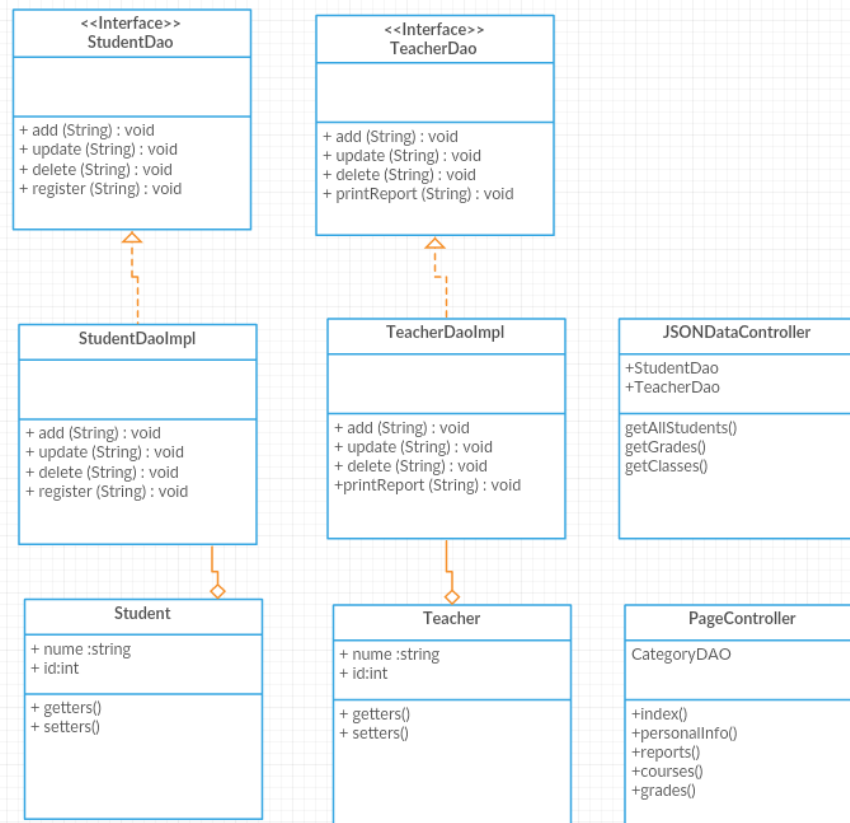 <<Interface>>
StudentDao
+ add (String) : void
+ update (String) : void
+ delete (String) : void
+ register (String) : void
<<Interface>>
TeacherDao
+ add (String) : void
+ update (String) : void
+ delete (String) : void
+ printReport (String) : void
StudentDaoImpl
+ add (String) : void
+ update (String) : void
+ delete (String) : void
+ register (String) : void
TeacherDaoImpl
+ add (String) : void
+ update (String) : void
+ delete (String) : void
+printReport (String) : void
JSONDataController
+StudentDao
+TeacherDao
getAllStudents()
getGrades()
getClasses()
Student
+ nume :string
+ id:int
+ getters()
+ setters()
Teacher
+ nume :string
+ id:int
+ getters()
+ setters()
PageController
CategoryDAO
+index()
+personalInfo()
+reports()
+courses()
+grades()